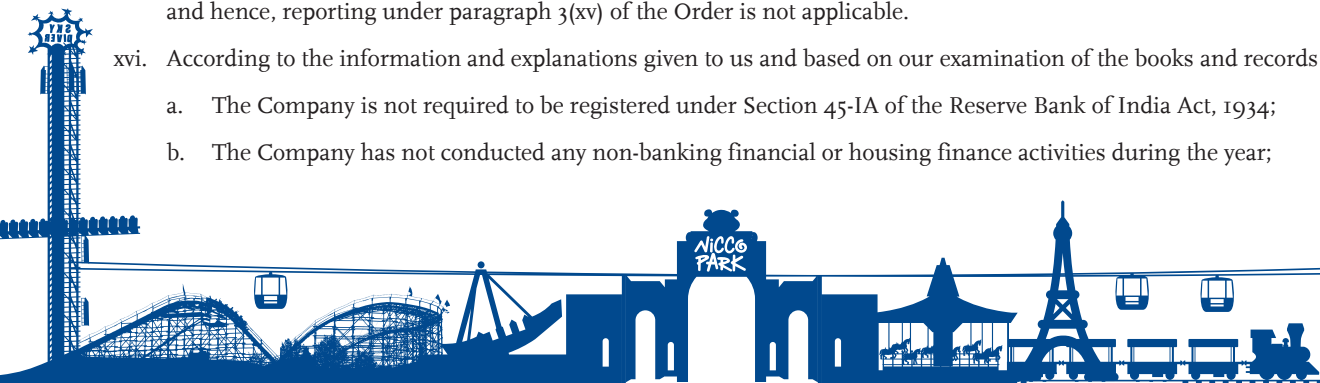 and hence, reporting under paragraph 3(xv) of the Order is not applicable.
xvi. According to the information and explanations given to us and based on our examination of the books and records
a. The Company is not required to be registered under Section 45-IA of the Reserve Bank of India Act, 1934;
b. The Company has not conducted any non-banking financial or housing finance activities during the year;
SKY
DIVER
NICCO
PARK